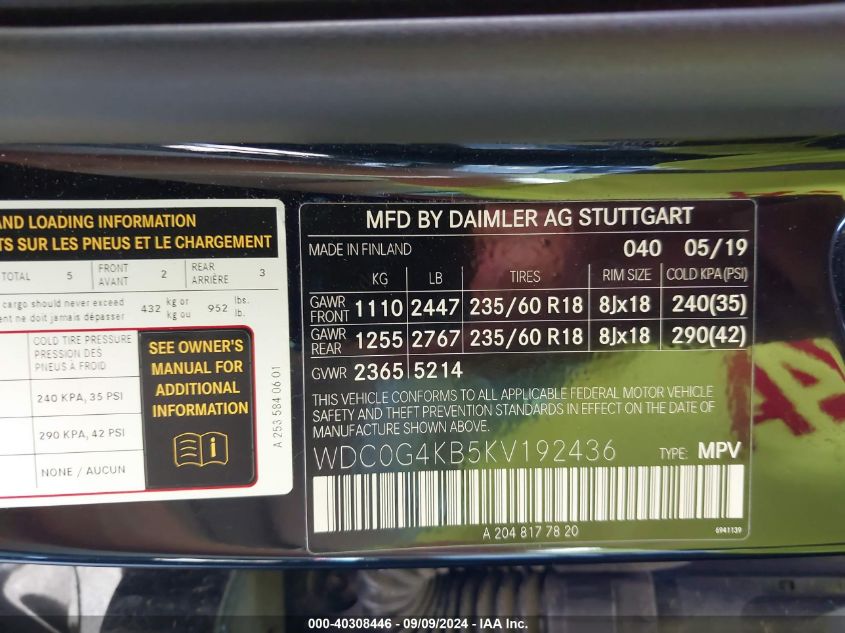 AND LOADING INFORMATION
TS SUR LES PNEUS ET LE CHARGEMENT
TOTAL 5 FRONT AVANT 2 REAR ARRIÈRE 3
cargo should never exceed 432 kg or 952 lbs.
ent ne doit jamais dépasser kg ou lb.
COLD TIRE PRESSURE
PRESSION DES
PNEUS À FROID
240 KPA, 35 PSI
290 KPA, 42 PSI
NONE / AUCUN
SEE OWNER'S
MANUAL FOR
ADDITIONAL
INFORMATION
A 253 584 06 01
MFD BY DAIMLER AG STUTTGART
MADE IN FINLAND 040 05/19
KG LB TIRES RIM SIZE COLD KPA(PSI)
GAWR FRONT 1110 2447 235/60 R18 8Jx18 240(35)
GAWR REAR 1255 2767 235/60 R18 8Jx18 290(42)
GVWR 2365 5214
THIS VEHICLE CONFORMS TO ALL APPLICABLE FEDERAL MOTOR VEHICLE
SAFETY AND THEFT PREVENTION STANDARDS IN EFFECT ON THE DATE OF
MANUFACTURE SHOWN ABOVE.
WDC0G4KB5KV192436 TYPE: MPV
A 204 817 78 20 6941139
000-40308446 - 09/09/2024 - IAA Inc.